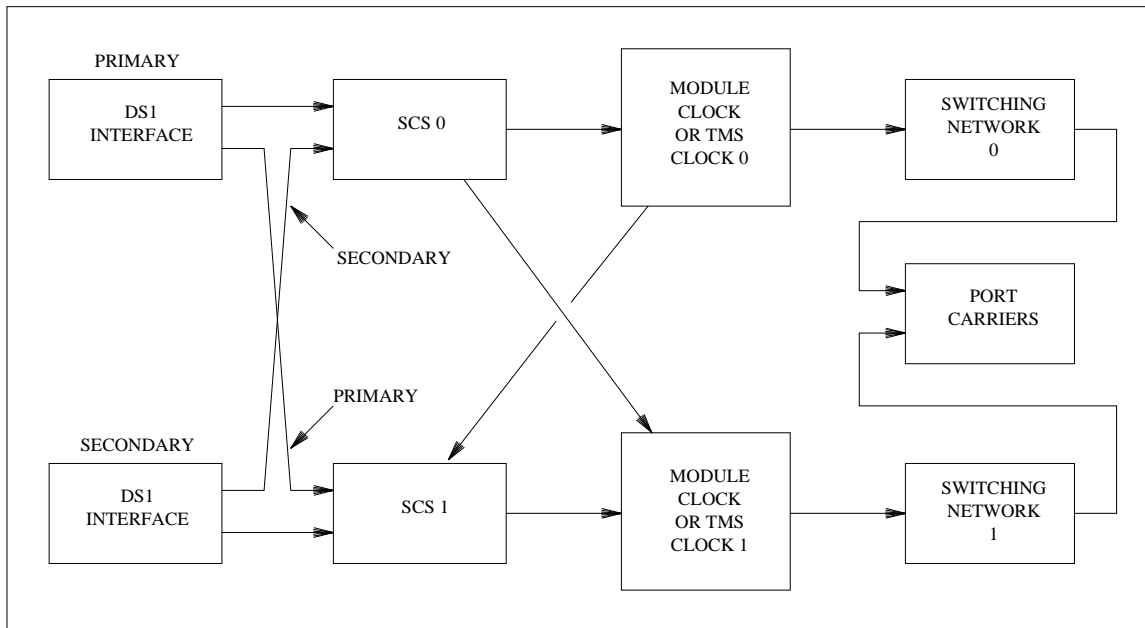 PRIMARY
DS1
INTERFACE
SCS 0
MODULE
CLOCK
OR TMS
CLOCK 0
SWITCHING
NETWORK
0
SECONDARY
PORT
CARRIERS
PRIMARY
SECONDARY
DS1
INTERFACE
SCS 1
MODULE
CLOCK
OR TMS
CLOCK 1
SWITCHING
NETWORK
1